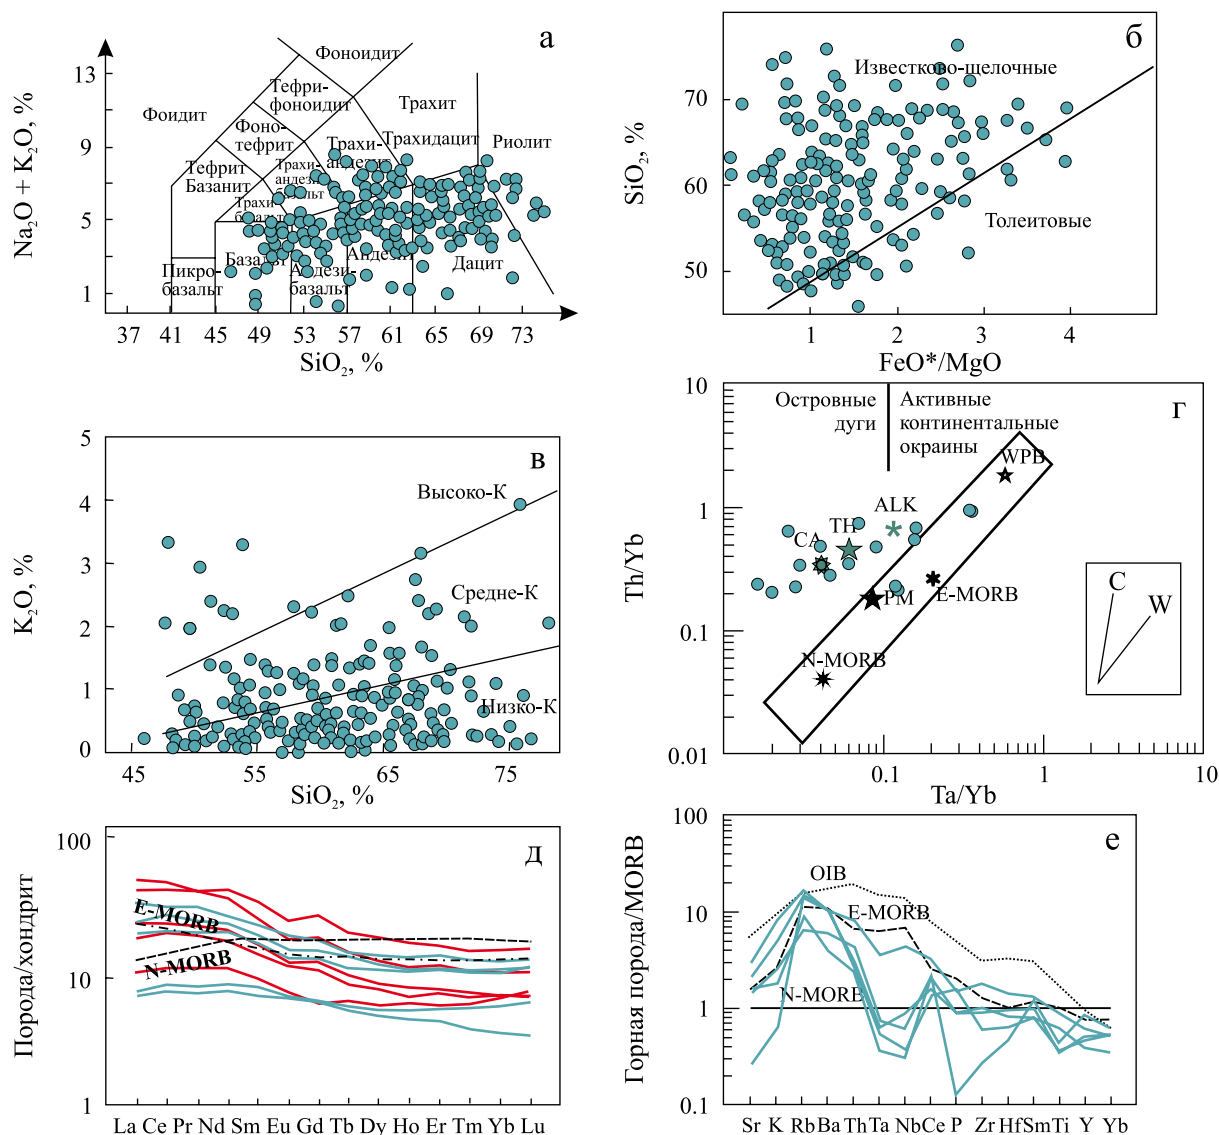 а
Na₂O + K₂O, %
13
9
5
1
Фоноидит
Тефри-
фоноидит
Трахит
Фоидит
Фоно-
тефрит
Трахи-
андезит
Трахидацит
Риолит
Тефрит
Базанит
Трахи-
андези-
базальт
Трахи-
базальт
Пикро-
базальт
Базальт
Андези-
базальт
Андезит
Дацит
37 41 45 49 53 57 61 65 69 73
SiO₂, %
б
SiO₂, %
70
60
50
Известково-щелочные
Толеитовые
1 2 3 4
FeO*/MgO
в
K₂O, %
5
4
3
2
1
0
Высоко-К
Средне-К
Низко-К
45 55 65 75
SiO₂, %
г
Th/Yb
10
1
0.1
0.01
Островные
дуги
Активные
континентальные
окраины
WPB
ALK
TH
CA
PM
E-MORB
N-MORB
C
W
0.1 1 10
Ta/Yb
д
Порода/хондрит
100
10
1
E-MORB
N-MORB
La Ce Pr Nd Sm Eu Gd Tb Dy Ho Er Tm Yb Lu
е
Горная порода/MORB
100
10
1
0.1
OIB
E-MORB
N-MORB
Sr K Rb Ba Th Ta Nb Ce P Zr Hf Sm Ti Y Yb